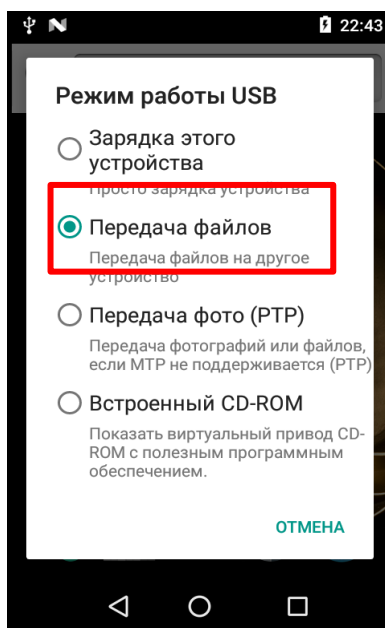 22:43
Режим работы USB
Зарядка этого
устройства
Просто зарядка устройства
Передача файлов
Передача файлов на другое
устройство
Передача фото (PTP)
Передача фотографий или файлов,
если MTP не поддерживается (PTP)
Встроенный CD-ROM
Показать виртуальный привод CD-
ROM с полезным программным
обеспечением.
ОТМЕНА